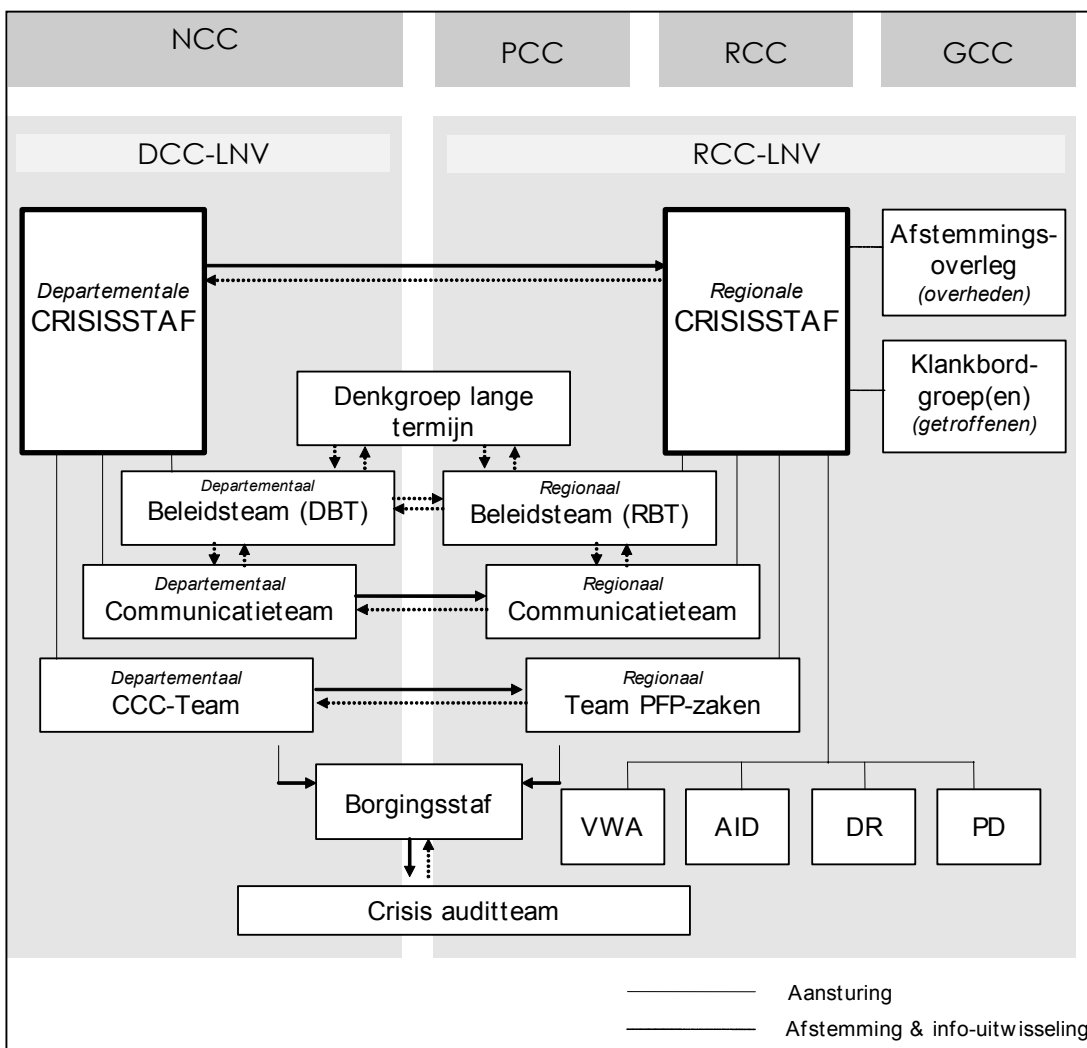 NCC
PCC
RCC
GCC
DCC-LNV
RCC-LNV
Departementale
CRISISSTAF
Regionale
CRISISSTAF
Afstemmings-
overleg
(overheden)
Klankbord-
groep(en)
(getroffenen)
Denkgroep lange
termijn
Departementaal
Beleidsteam (DBT)
Regionaal
Beleidsteam (RBT)
Departementaal
Communicatieteam
Regionaal
Communicatieteam
Departementaal
CCC-Team
Regionaal
Team PFP-zaken
Borgingsstaf
VWA
AID
DR
PD
Crisis auditteam
Aansturing
Afstemming & info-uitwisseling